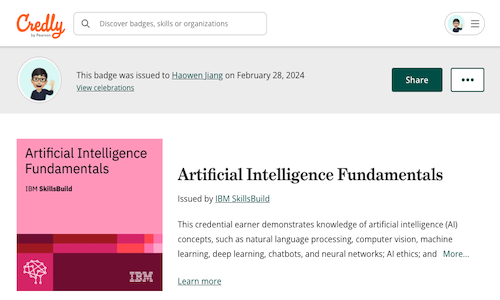 Credly
by Pearson
Discover badges, skills or organizations
This badge was issued to Haowen Jiang on February 28, 2024
View celebrations
Share
Artificial Intelligence
Fundamentals
IBM SkillsBuild
IBM
Artificial Intelligence Fundamentals
Issued by IBM SkillsBuild
This credential earner demonstrates knowledge of artificial intelligence (AI)
concepts, such as natural language processing, computer vision, machine
learning, deep learning, chatbots, and neural networks; AI ethics; and More...
Learn more